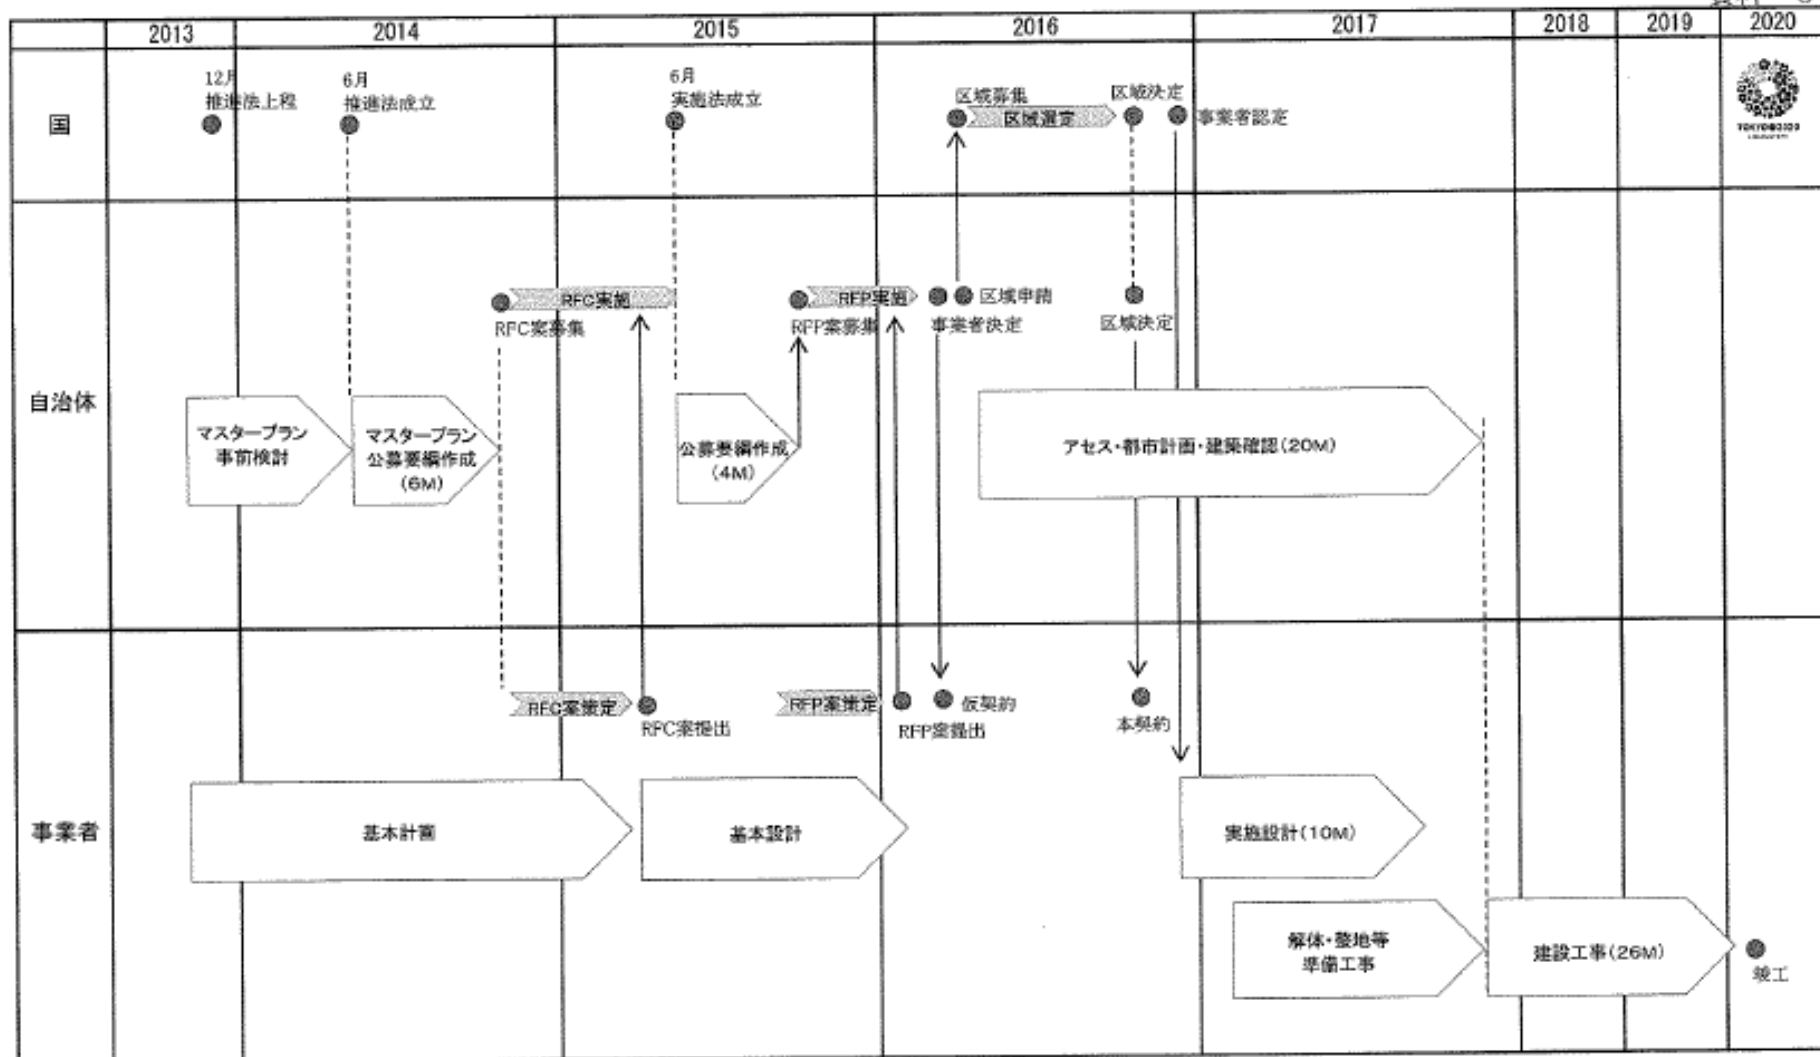 2013
2014
2015
2016
2017
2018
2019
2020
国
12月
推進法上程
6月
推進法成立
6月
実施法成立
区域募集
区域選定
区域決定
事業者認定
自治体
RFC案募集
RFC実施
RFP案募集
RFP実施
事業者決定
区域申請
区域決定
マスタープラン
事前検討
マスタープラン
公募要綱作成
(6M)
公募要綱作成
(4M)
アセス・都市計画・建築確認(20M)
事業者
RFC案策定
RFC案提出
RFP案策定
RFP案提出
仮契約
本契約
基本計画
基本設計
実施設計(10M)
解体・整地等
準備工事
建設工事(26M)
竣工